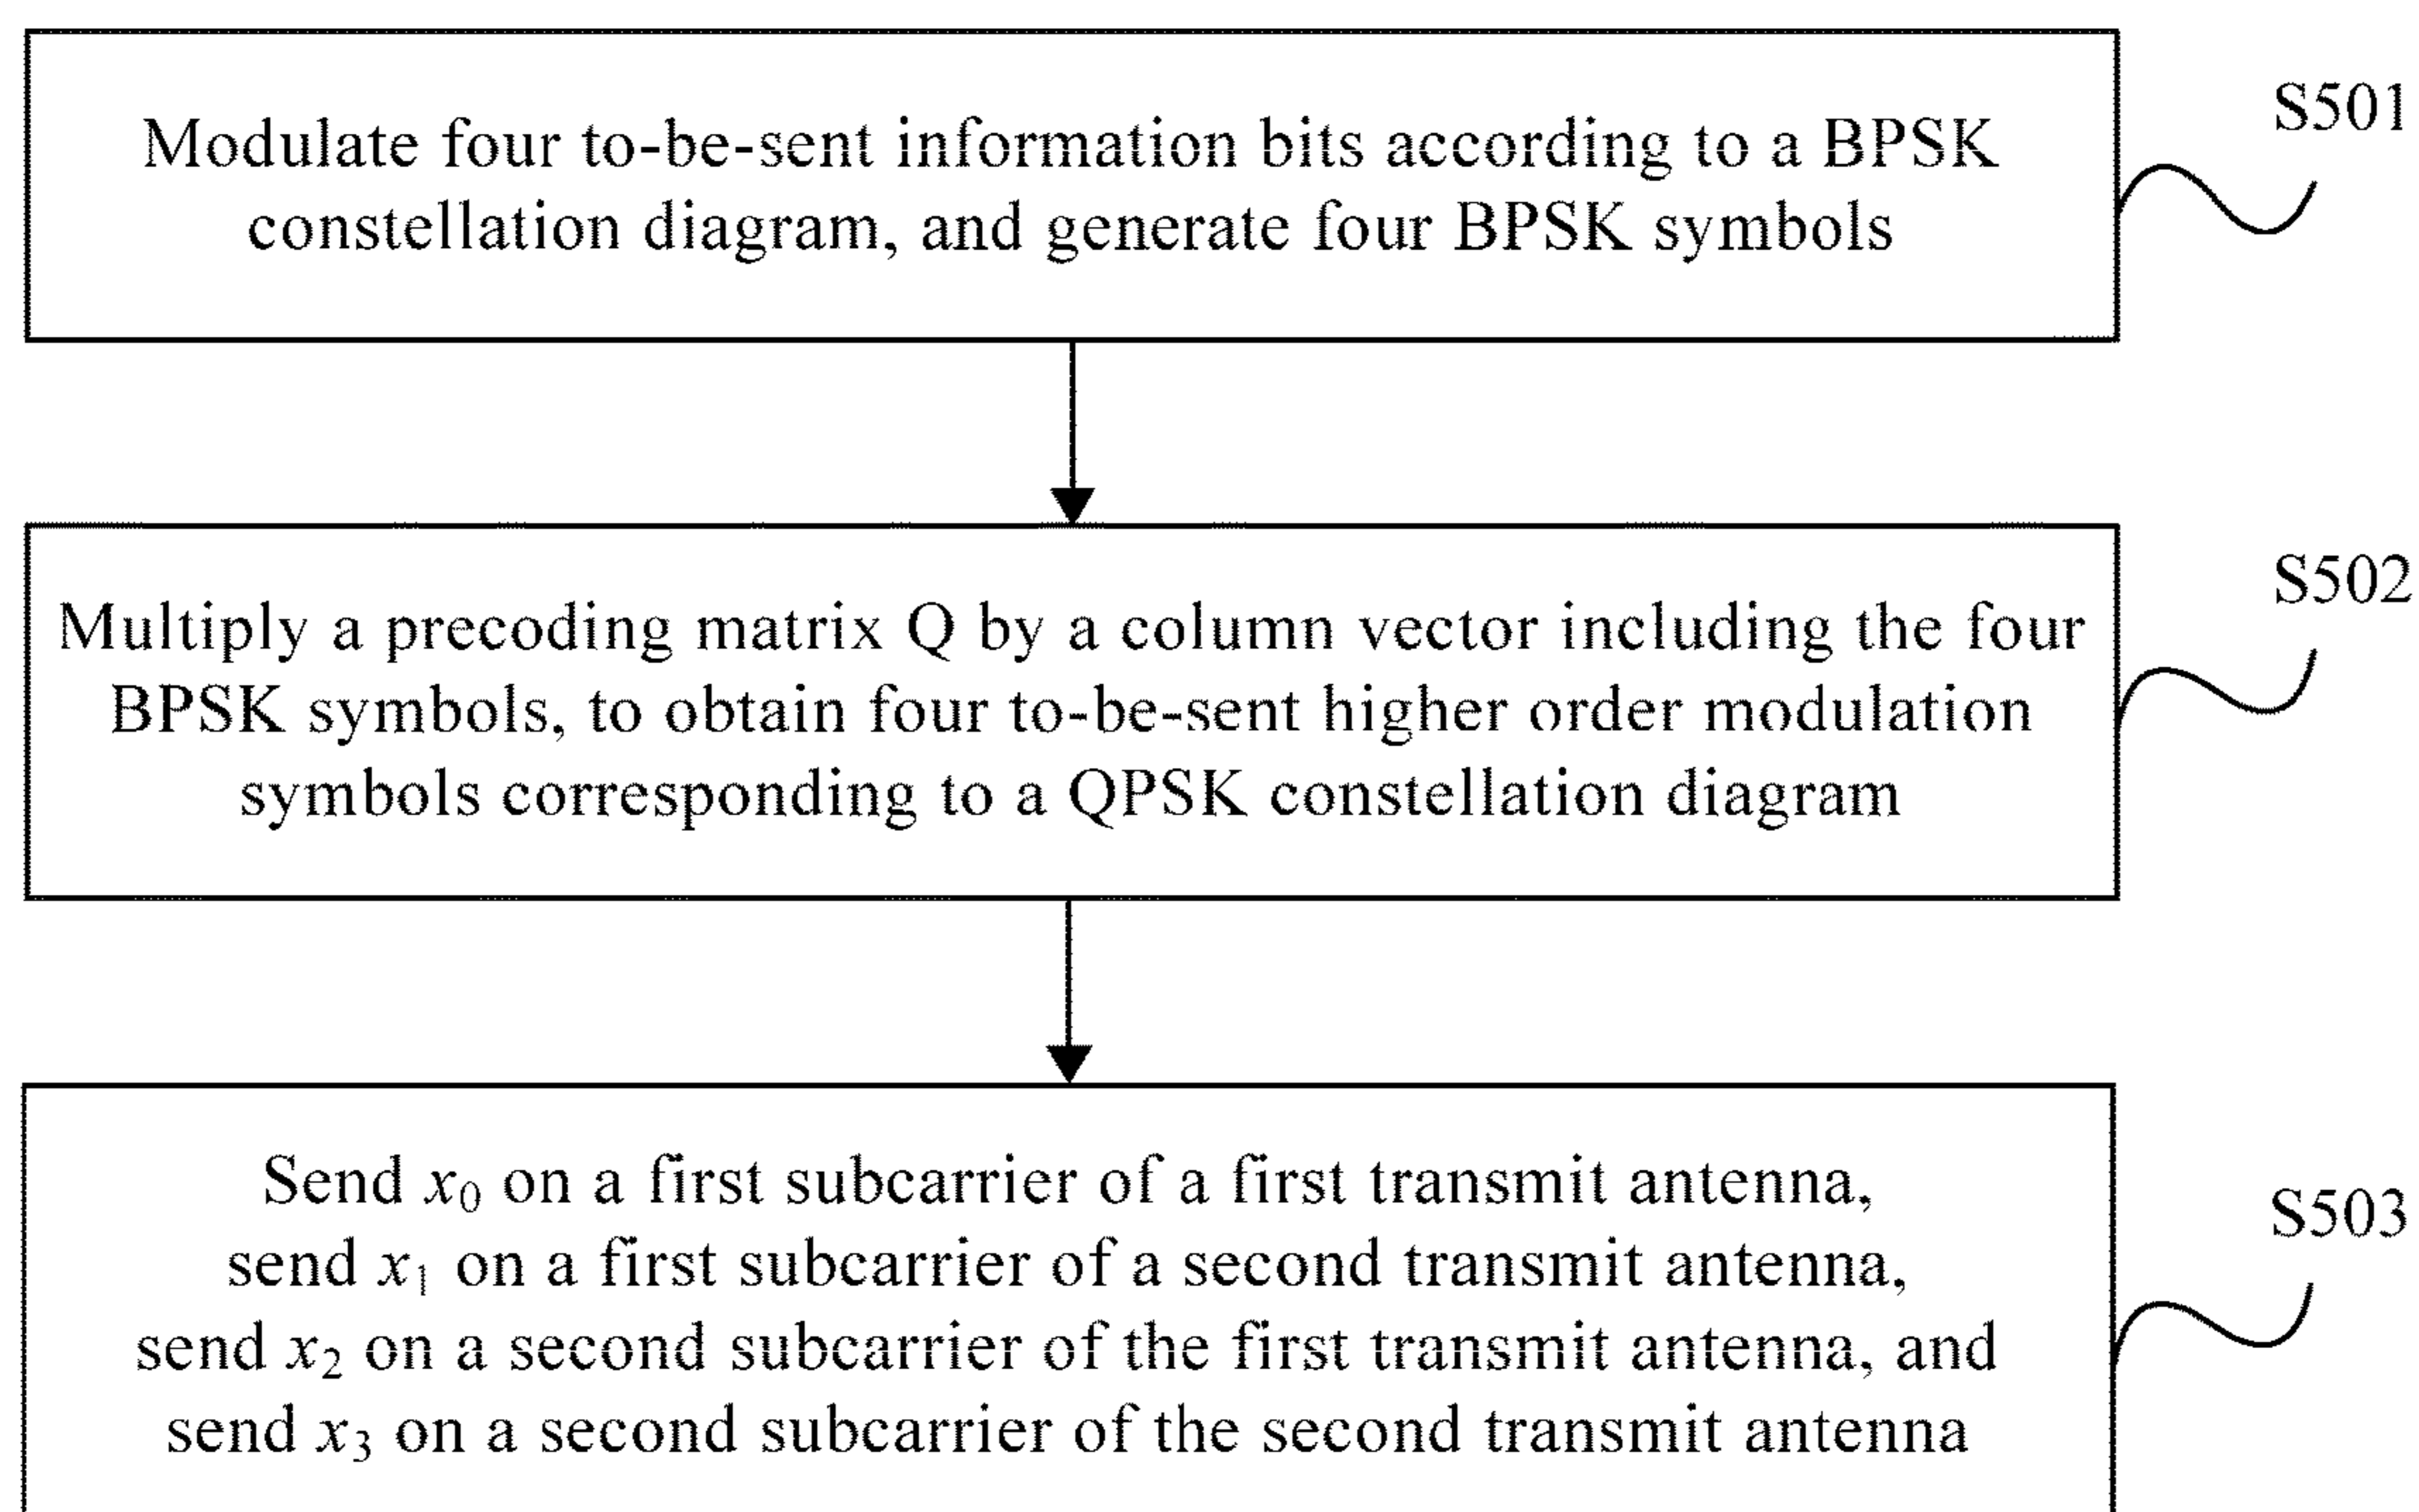 Modulate four to-be-sent information bits according to a BPSK
constellation diagram, and generate four BPSK symbols
S501
Multiply a precoding matrix Q by a column vector including the four
BPSK symbols, to obtain four to-be-sent higher order modulation
symbols corresponding to a QPSK constellation diagram
S502
Send x₀ on a first subcarrier of a first transmit antenna,
send x₁ on a first subcarrier of a second transmit antenna,
send x₂ on a second subcarrier of the first transmit antenna, and
send x₃ on a second subcarrier of the second transmit antenna
S503